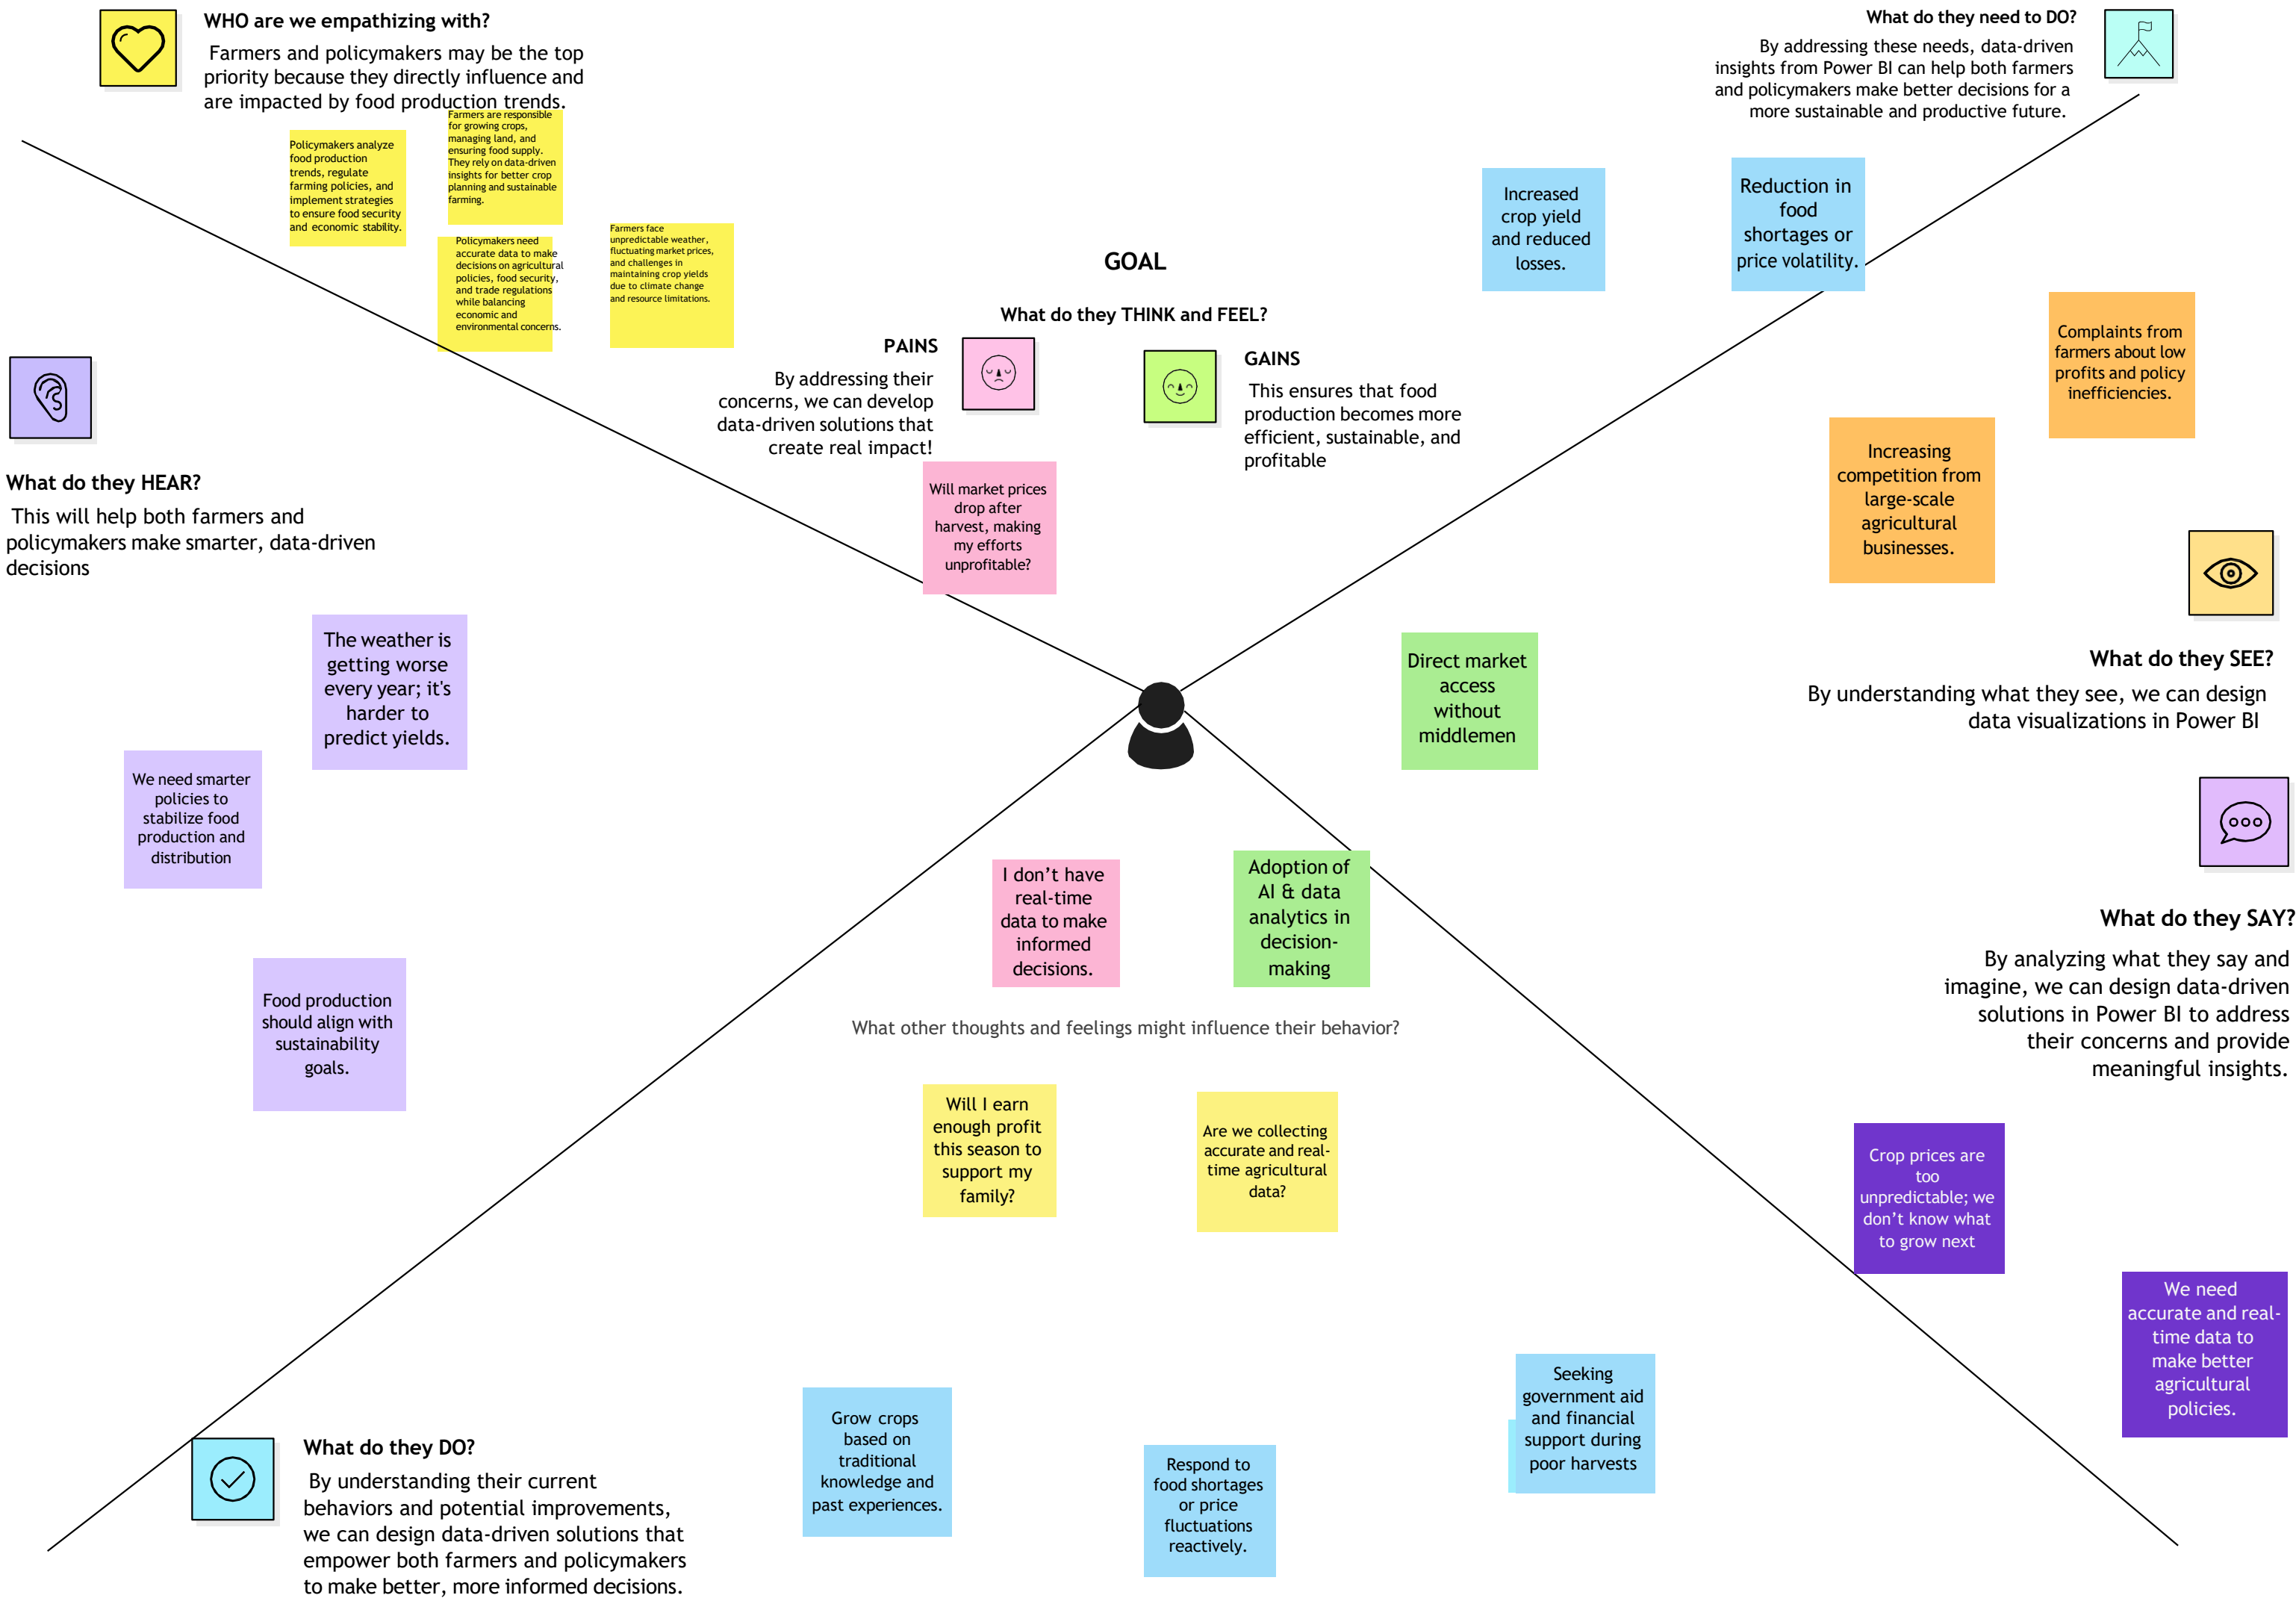 WHO are we empathizing with?
Farmers and policymakers may be the top
priority because they directly influence and
are impacted by food production trends.
Policymakers analyze
food production
trends, regulate
farming policies, and
implement strategies
to ensure food security
and economic stability.
Farmers are responsible
for growing crops,
managing land, and
ensuring food supply.
They rely on data-driven
insights for better crop
planning and sustainable
farming.
Policymakers need
accurate data to make
decisions on agricultural
policies, food security,
and trade regulations
while balancing
economic and
environmental concerns.
Farmers face
unpredictable weather,
fluctuating market prices,
and challenges in
maintaining crop yields
due to climate change
and resource limitations.
What do they need to DO?
By addressing these needs, data-driven
insights from Power BI can help both farmers
and policymakers make better decisions for a
more sustainable and productive future.
Increased
crop yield
and reduced
losses.
Reduction in
food
shortages or
price volatility.
GOAL
What do they THINK and FEEL?
PAINS
By addressing their
concerns, we can develop
data-driven solutions that
create real impact!
GAINS
This ensures that food
production becomes more
efficient, sustainable, and
profitable
Will market prices
drop after
harvest, making
my efforts
unprofitable?
Complaints from
farmers about low
profits and policy
inefficiencies.
Increasing
competition from
large-scale
agricultural
businesses.
What do they SEE?
By understanding what they see, we can design
data visualizations in Power BI
What do they HEAR?
This will help both farmers and
policymakers make smarter, data-driven
decisions
The weather is
getting worse
every year; it's
harder to
predict yields.
We need smarter
policies to
stabilize food
production and
distribution
Food production
should align with
sustainability
goals.
Direct market
access
without
middlemen
I don’t have
real-time
data to make
informed
decisions.
Adoption of
AI & data
analytics in
decision-
making
What other thoughts and feelings might influence their behavior?
Will I earn
enough profit
this season to
support my
family?
Are we collecting
accurate and real-
time agricultural
data?
What do they SAY?
By analyzing what they say and
imagine, we can design data-driven
solutions in Power BI to address
their concerns and provide
meaningful insights.
Crop prices are
too
unpredictable; we
don’t know what
to grow next
We need
accurate and real-
time data to
make better
agricultural
policies.
What do they DO?
By understanding their current
behaviors and potential improvements,
we can design data-driven solutions that
empower both farmers and policymakers
to make better, more informed decisions.
Grow crops
based on
traditional
knowledge and
past experiences.
Respond to
food shortages
or price
fluctuations
reactively.
Seeking
government aid
and financial
support during
poor harvests